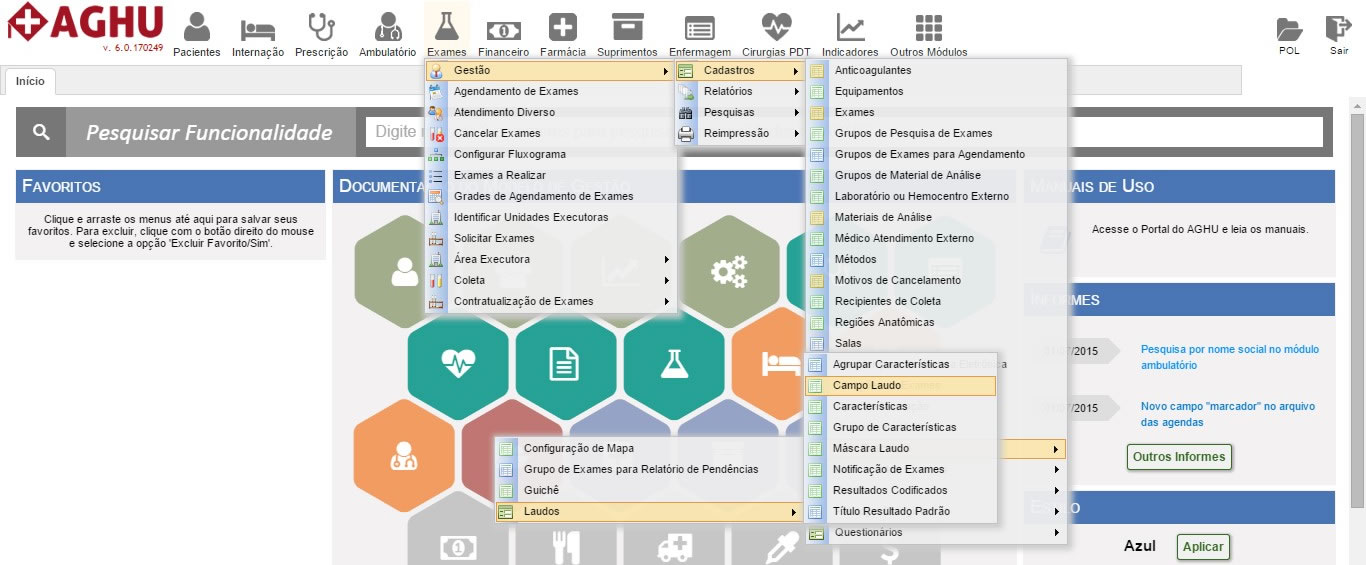 AGHU
v. 6.0.170249
Pacientes
Internação
Prescrição
Ambulatório
Exames
Financeiro
Farmácia
Suprimentos
Enfermagem
Cirurgias PDT
Indicadores
Outros Módulos
POL
Sair
Início
Pesquisar Funcionalidade
Digite
Gestão
Agendamento de Exames
Atendimento Diverso
Cancelar Exames
Configurar Fluxograma
Exames a Realizar
Grades de Agendamento de Exames
Identificar Unidades Executoras
Solicitar Exames
Área Executora
Coleta
Contratualização de Exames
Cadastros
Relatórios
Pesquisas
Reimpressão
Anticoagulantes
Equipamentos
Exames
Grupos de Pesquisa de Exames
Grupos de Exames para Agendamento
Grupos de Material de Análise
Laboratório ou Hemocentro Externo
Materiais de Análise
Médico Atendimento Externo
Métodos
Motivos de Cancelamento
Recipientes de Coleta
Regiões Anatômicas
Salas
Agrupar Características
Campo Laudo
Características
Grupo de Características
Máscara Laudo
Notificação de Exames
Resultados Codificados
Título Resultado Padrão
Questionários
Configuração de Mapa
Grupo de Exames para Relatório de Pendências
Guichê
Laudos
Favoritos
Clique e arraste os menus até aqui para salvar seus
favoritos. Para excluir, clique com o botão direito do mouse
e selecione a opção 'Excluir Favorito/Sim'.
Manuais de Uso
Acesse o Portal do AGHU e leia os manuais.
Informes
01/07/2015
Pesquisa por nome social no módulo
ambulatório
01/07/2015
Novo campo "marcador" no arquivo
das agendas
Outros Informes
Estilo
Azul
Aplicar